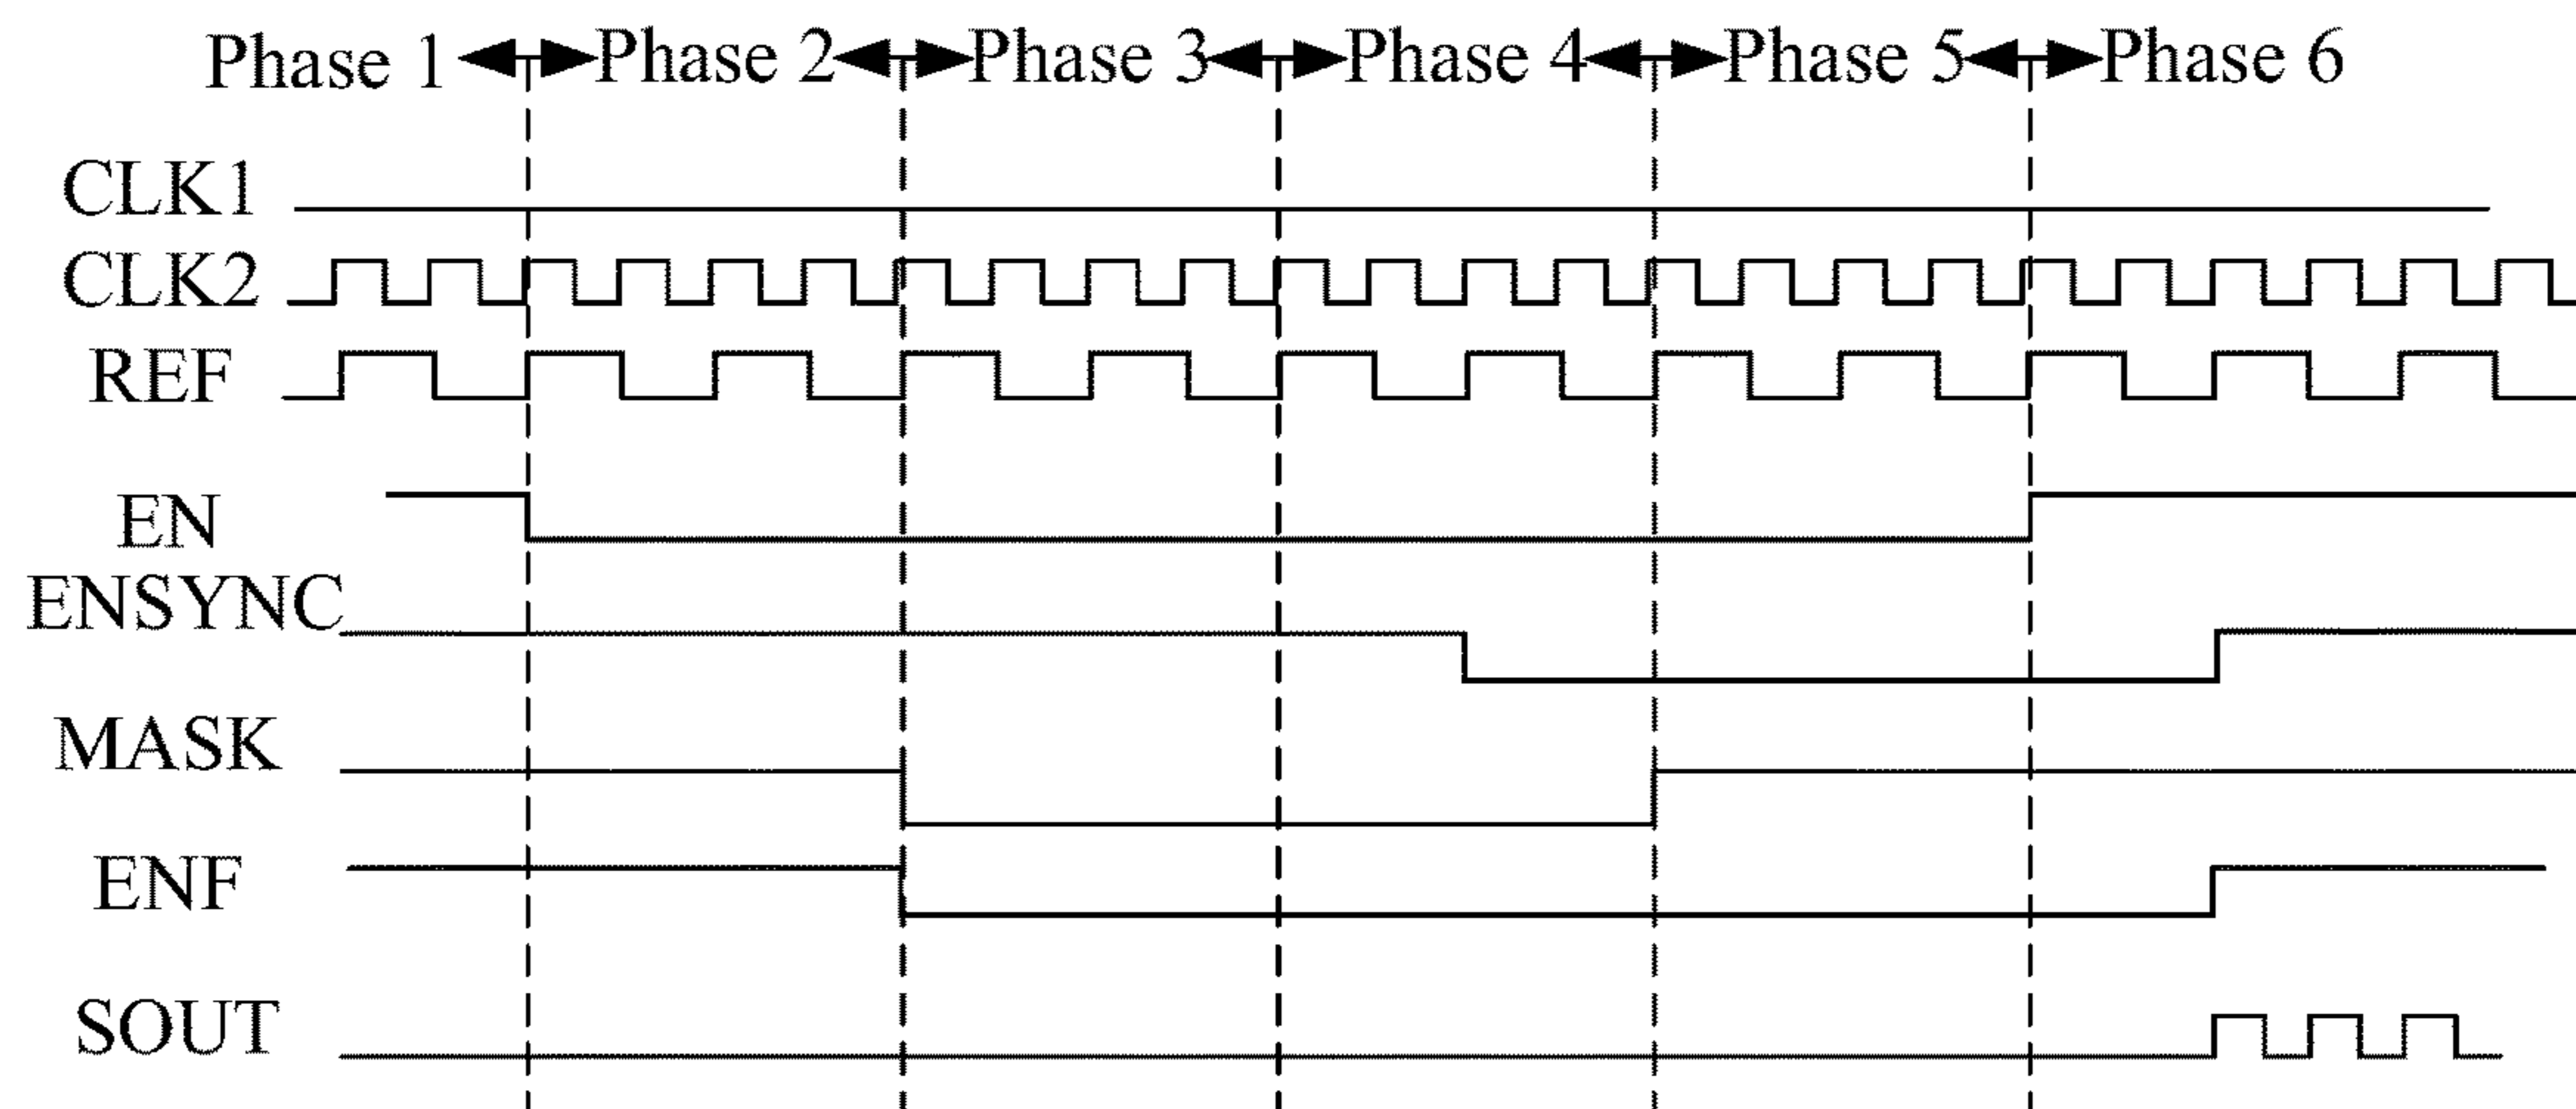 Phase 1 Phase 2 Phase 3 Phase 4 Phase 5 Phase 6
CLK1
CLK2
REF
EN
ENSYNC
MASK
ENF
SOUT